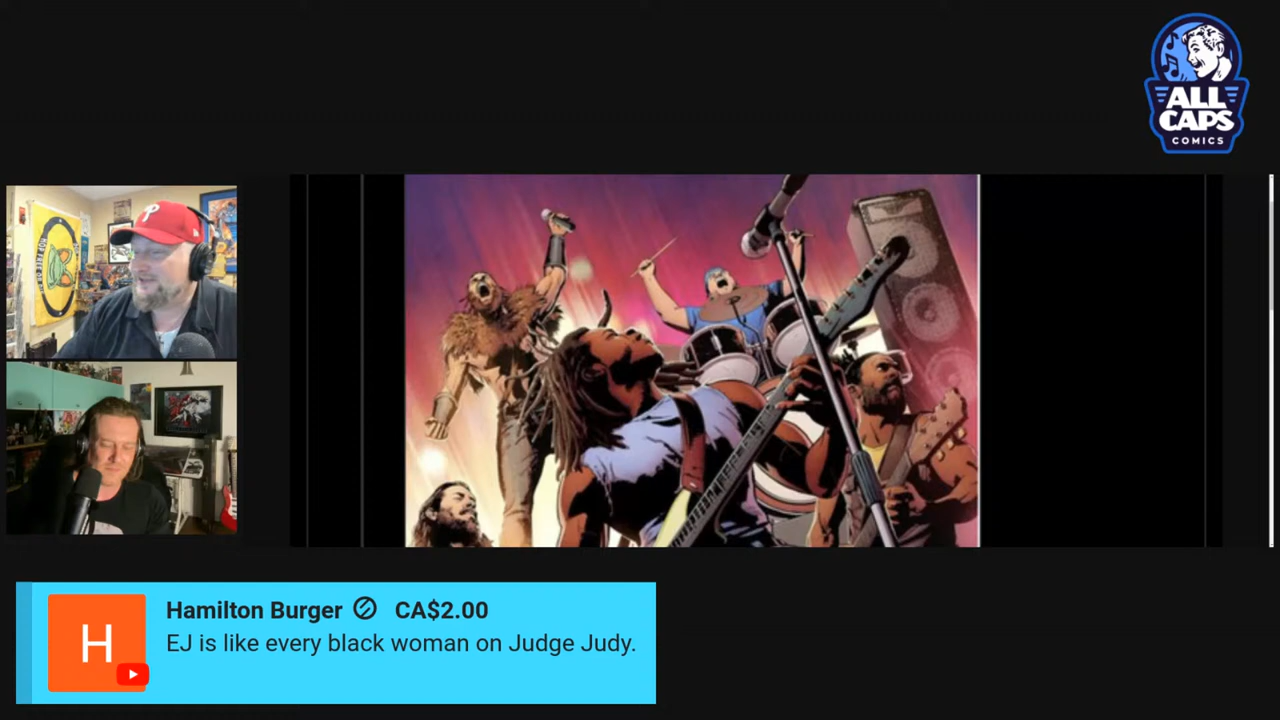 ALL
CAPS
COMICS
P
Hamilton Burger CA$2.00
H
EJ is like every black woman on Judge Judy.